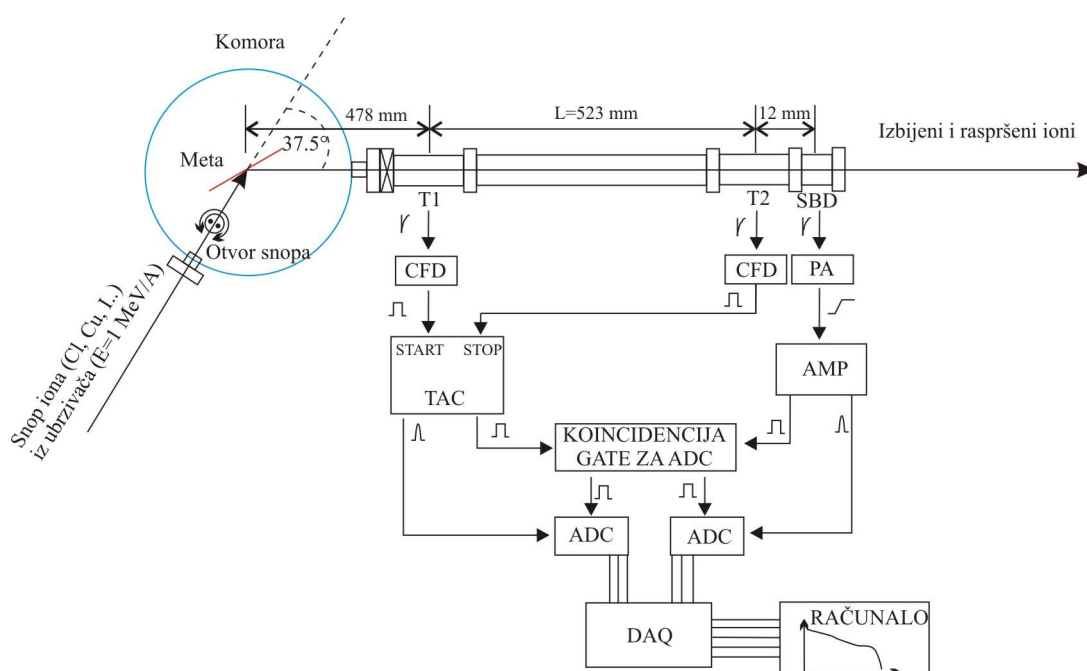 Komora
478 mm
L=523 mm
12 mm
Izbijeni i raspršeni ioni
37.5°
Meta
T1
T2
SBD
Otvor snopa
CFD
CFD
PA
Snop iona (Cl, Cu, I..)
iz ubrzivača (E=1 MeV/A)
START
STOP
TAC
AMP
KOINCIDENCIJA
GATE ZA ADC
ADC
ADC
DAQ
RAČUNALO